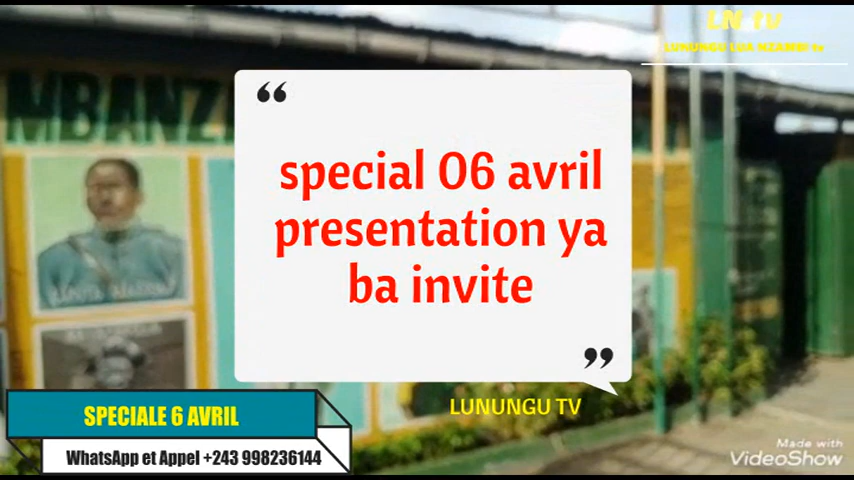 LN tv
LUNUNGU LUA NZAMBI tv
MBANZ
“
special 06 avril
presentation ya
ba invite
”
LUNUNGU TV
SPECIALE 6 AVRIL
WhatsApp et Appel +243 998236144
Made with
VideoShow